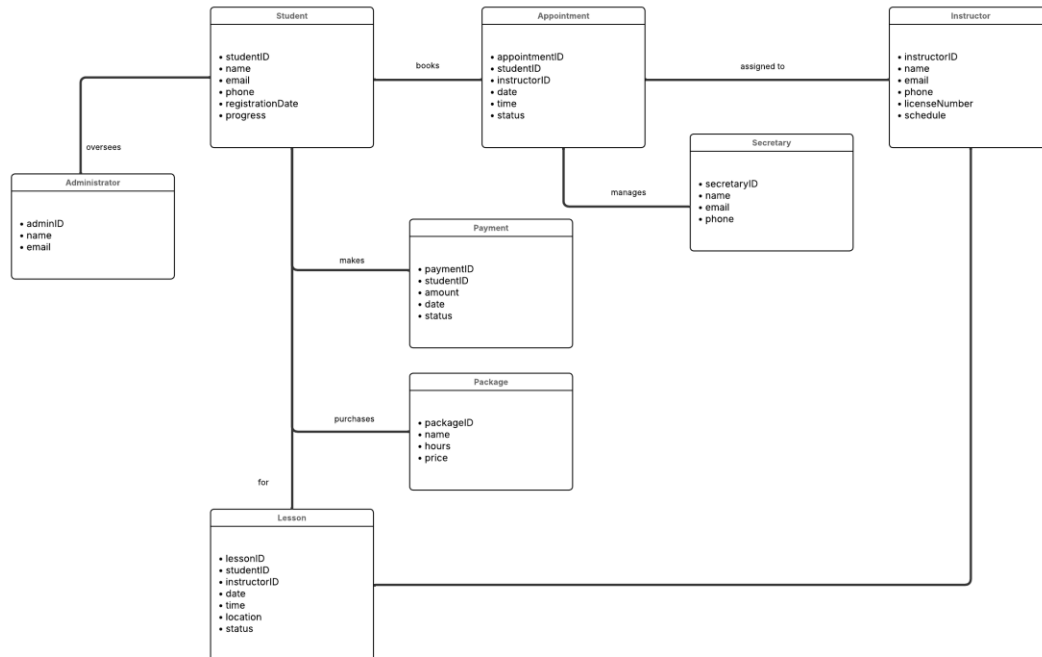 Student
• studentID
• name
• email
• phone
• registrationDate
• progress
books
Appointment
• appointmentID
• studentID
• instructorID
• date
• time
• status
assigned to
Instructor
• instructorID
• name
• email
• phone
• licenseNumber
• schedule
oversees
Administrator
• adminID
• name
• email
manages
Secretary
• secretaryID
• name
• email
• phone
makes
Payment
• paymentID
• studentID
• amount
• date
• status
purchases
Package
• packageID
• name
• hours
• price
for
Lesson
• lessonID
• studentID
• instructorID
• date
• time
• location
• status